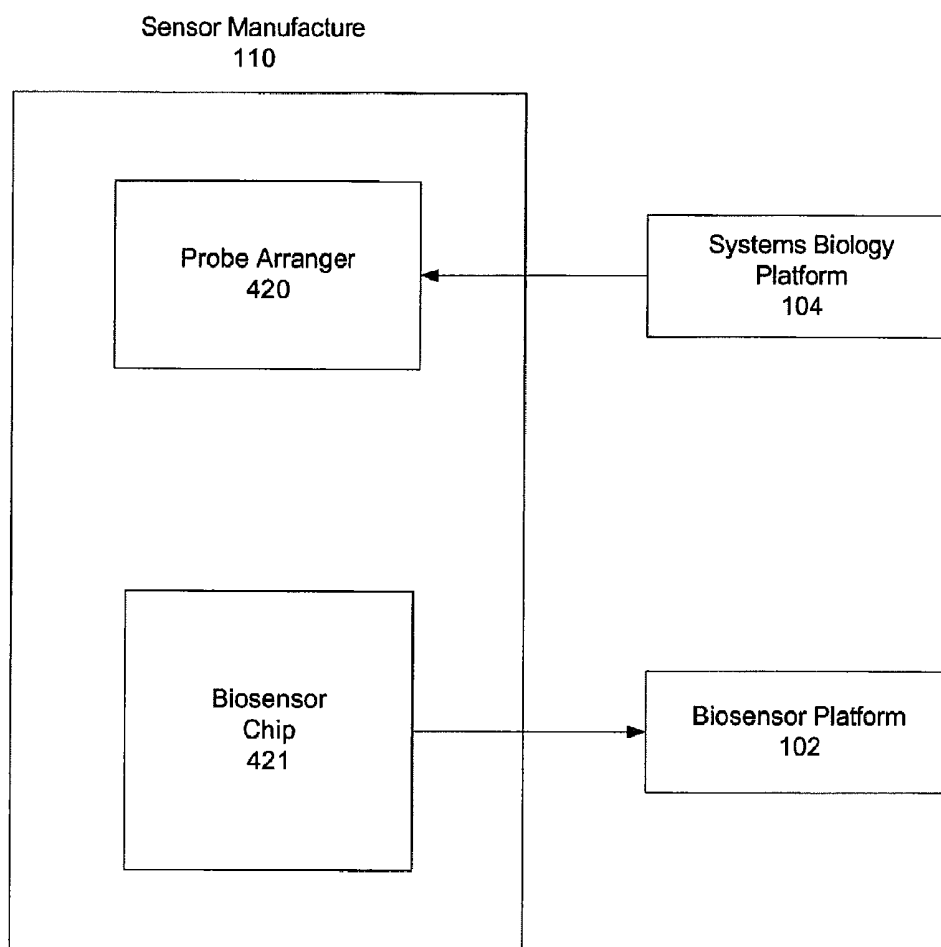 Sensor Manufacture
110
Probe Arranger
420
Systems Biology
Platform
104
Biosensor
Chip
421
Biosensor Platform
102